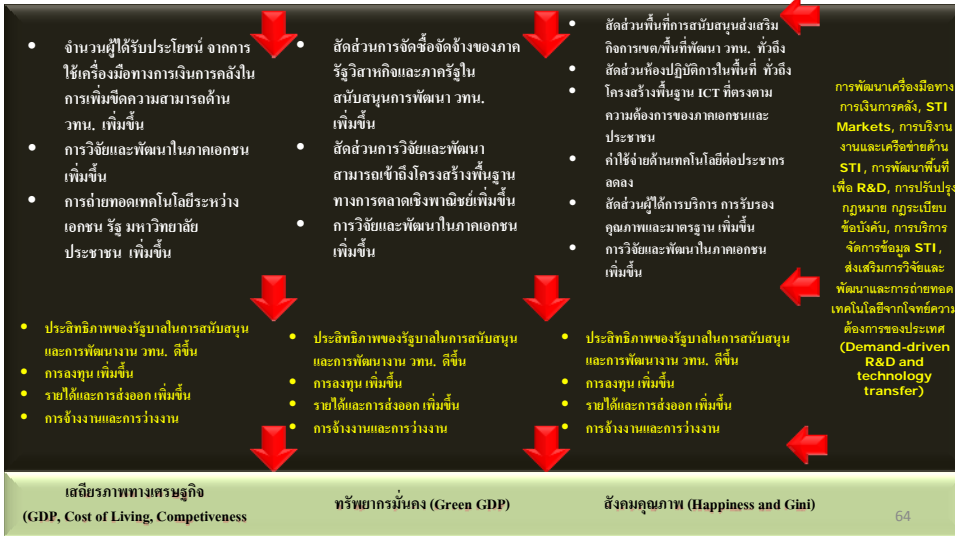 • จำนวนผู้ได้รับประโยชน์ จากการ
ใช้เครื่องมือทางการเงินการคลังใน
การเพิ่มขีดความสามารถด้าน
วทน. เพิ่มขึ้น
• การวิจัยและพัฒนาในภาคเอกชน
เพิ่มขึ้น
• การถ่ายทอดเทคโนโลยีระหว่าง
เอกชน รัฐ มหาวิทยาลัย
ประชาชน เพิ่มขึ้น
• สัดส่วนการจัดซื้อจัดจ้างของภาค
รัฐวิสาหกิจและภาครัฐใน
สนับสนุนการพัฒนา วทน.
เพิ่มขึ้น
• สัดส่วนการวิจัยและพัฒนา
สามารถเข้าถึงโครงสร้างพื้นฐาน
ทางการตลาดเชิงพาณิชย์เพิ่มขึ้น
• การวิจัยและพัฒนาในภาคเอกชน
เพิ่มขึ้น
• สัดส่วนพื้นที่การสนับสนุนส่งเสริม
กิจการเขต/พื้นที่พัฒนา วทน. ทั่วถึง
• สัดส่วนห้องปฏิบัติการในพื้นที่ ทั่วถึง
• โครงสร้างพื้นฐาน ICT ที่ตรงตาม
ความต้องการของภาคเอกชนและ
ประชาชน
• ค่าใช้จ่ายด้านเทคโนโลยีต่อประชากร
ลดลง
• สัดส่วนผู้ได้การบริการ การรับรอง
คุณภาพและมาตรฐาน เพิ่มขึ้น
• การวิจัยและพัฒนาในภาคเอกชน
เพิ่มขึ้น
การพัฒนาเครื่องมือทาง
การเงินการคลัง, STI
Markets, การบริงาน
งานและเครือข่ายด้าน
STI, การพัฒนาพื้นที่
เพื่อ R&D, การปรับปรุง
กฎหมาย กฎระเบียบ
ข้อบังคับ, การบริการ
จัดการข้อมูล STI,
ส่งเสริมการวิจัยและ
พัฒนาและการถ่ายทอด
เทคโนโลยีจากโจทย์ความ
ต้องการของประเทศ
(Demand-driven
R&D and
technology
transfer)
• ประสิทธิภาพของรัฐบาลในการสนับสนุน
และการพัฒนางาน วทน. ดีขึ้น
• การลงทุน เพิ่มขึ้น
• รายได้และการส่งออก เพิ่มขึ้น
• การจ้างงานและการว่างงาน
• ประสิทธิภาพของรัฐบาลในการสนับสนุน
และการพัฒนางาน วทน. ดีขึ้น
• การลงทุน เพิ่มขึ้น
• รายได้และการส่งออก เพิ่มขึ้น
• การจ้างงานและการว่างงาน
• ประสิทธิภาพของรัฐบาลในการสนับสนุน
และการพัฒนางาน วทน. ดีขึ้น
• การลงทุน เพิ่มขึ้น
• รายได้และการส่งออก เพิ่มขึ้น
• การจ้างงานและการว่างงาน
เสถียรภาพทางเศรษฐกิจ
(GDP, Cost of Living, Competiveness
ทรัพยากรมั่นคง (Green GDP)
สังคมคุณภาพ (Happiness and Gini)
64